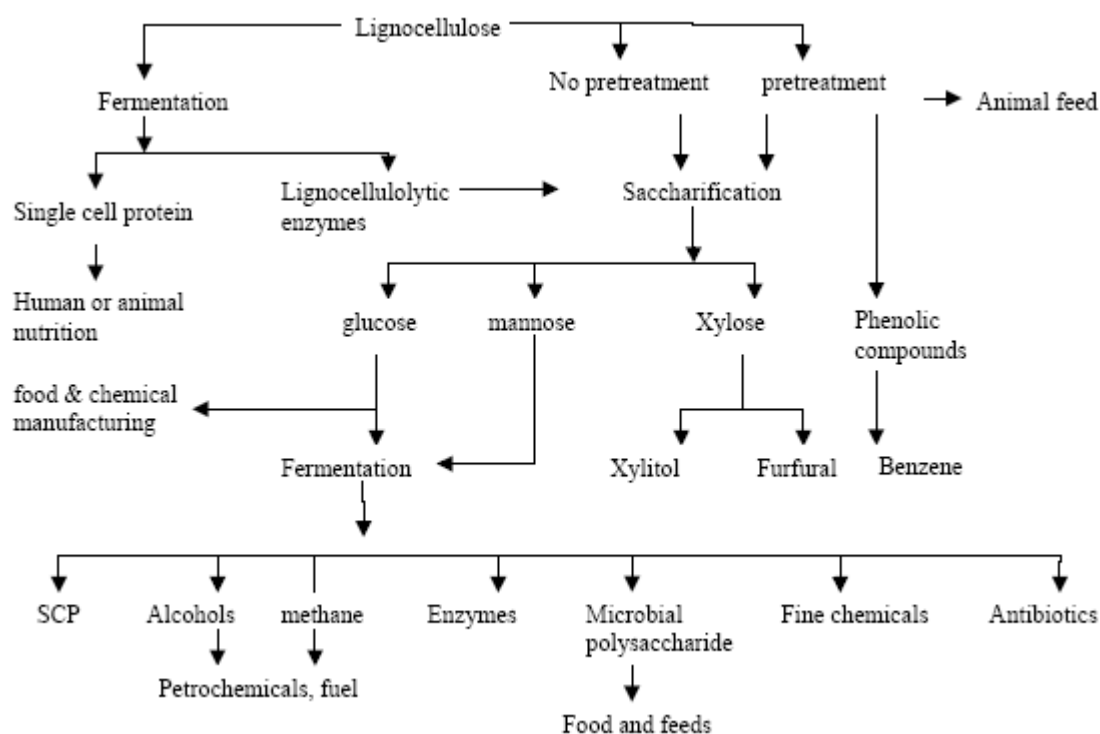 Lignocellulose
No pretreatment
pretreatment
Fermentation
Animal feed
Single cell protein
Lignocellulolytic
enzymes
Saccharification
Human or animal
nutrition
glucose
mannose
Xylose
Phenolic
compounds
food & chemical
manufacturing
Fermentation
Xylitol
Furfural
Benzene
SCP
Alcohols
methane
Enzymes
Microbial
polysaccharide
Fine chemicals
Antibiotics
Petrochemicals, fuel
Food and feeds